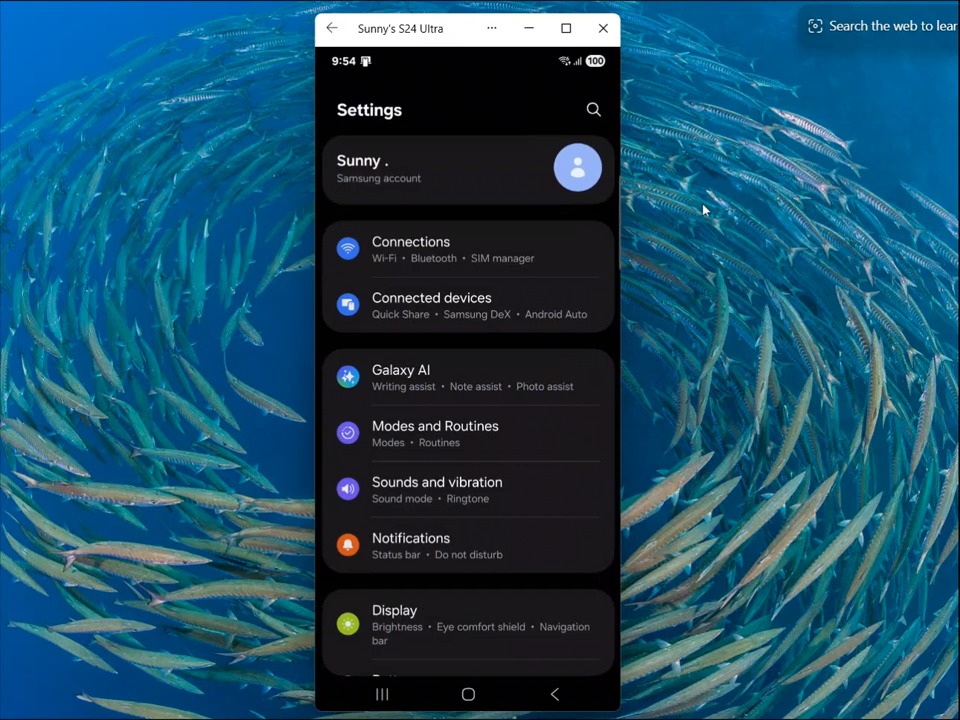 Sunny's S24 Ultra
Search the web to lear
9:54
100
Settings
Sunny .
Samsung account
Connections
Wi-Fi • Bluetooth • SIM manager
Connected devices
Quick Share • Samsung DeX • Android Auto
Galaxy AI
Writing assist • Note assist • Photo assist
Modes and Routines
Modes • Routines
Sounds and vibration
Sound mode • Ringtone
Notifications
Status bar • Do not disturb
Display
Brightness • Eye comfort shield • Navigation
bar